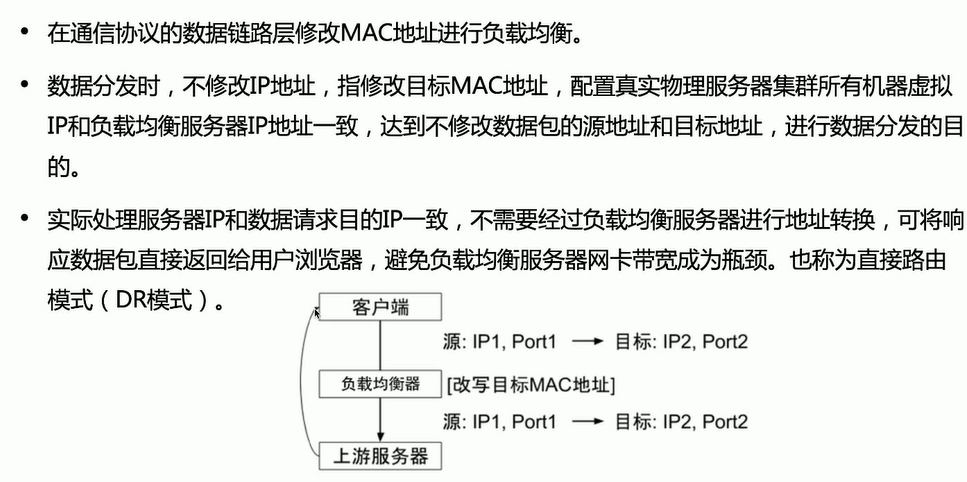 • 在通信协议的数据链路层修改MAC地址进行负载均衡。
• 数据分发时，不修改IP地址，指修改目标MAC地址，配置真实物理服务器集群所有机器虚拟
IP和负载均衡服务器IP地址一致，达到不修改数据包的源地址和目标地址，进行数据分发的目
的。
• 实际处理服务器IP和数据请求目的IP一致，不需要经过负载均衡服务器进行地址转换，可将响
应数据包直接返回给用户浏览器，避免负载均衡服务器网卡带宽成为瓶颈。也称为直接路由
模式（DR模式）。
客户端
源: IP1, Port1 → 目标: IP2, Port2
负载均衡器 [改写目标MAC地址]
源: IP1, Port1 → 目标: IP2, Port2
上游服务器